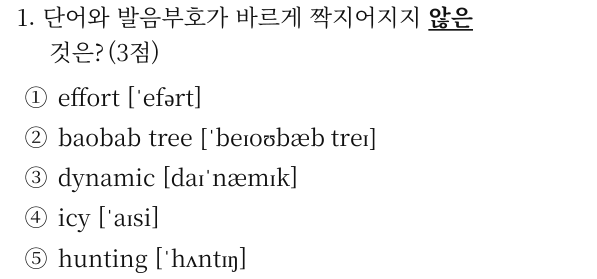 1. 단어와 발음부호가 바르게 짝지어지지 않은
것은? (3점)
① effort [ˈefərt]
② baobab tree [ˈbeɪoʊbæb treɪ]
③ dynamic [daɪˈnæmɪk]
④ icy [ˈaɪsi]
⑤ hunting [ˈhʌntɪŋ]